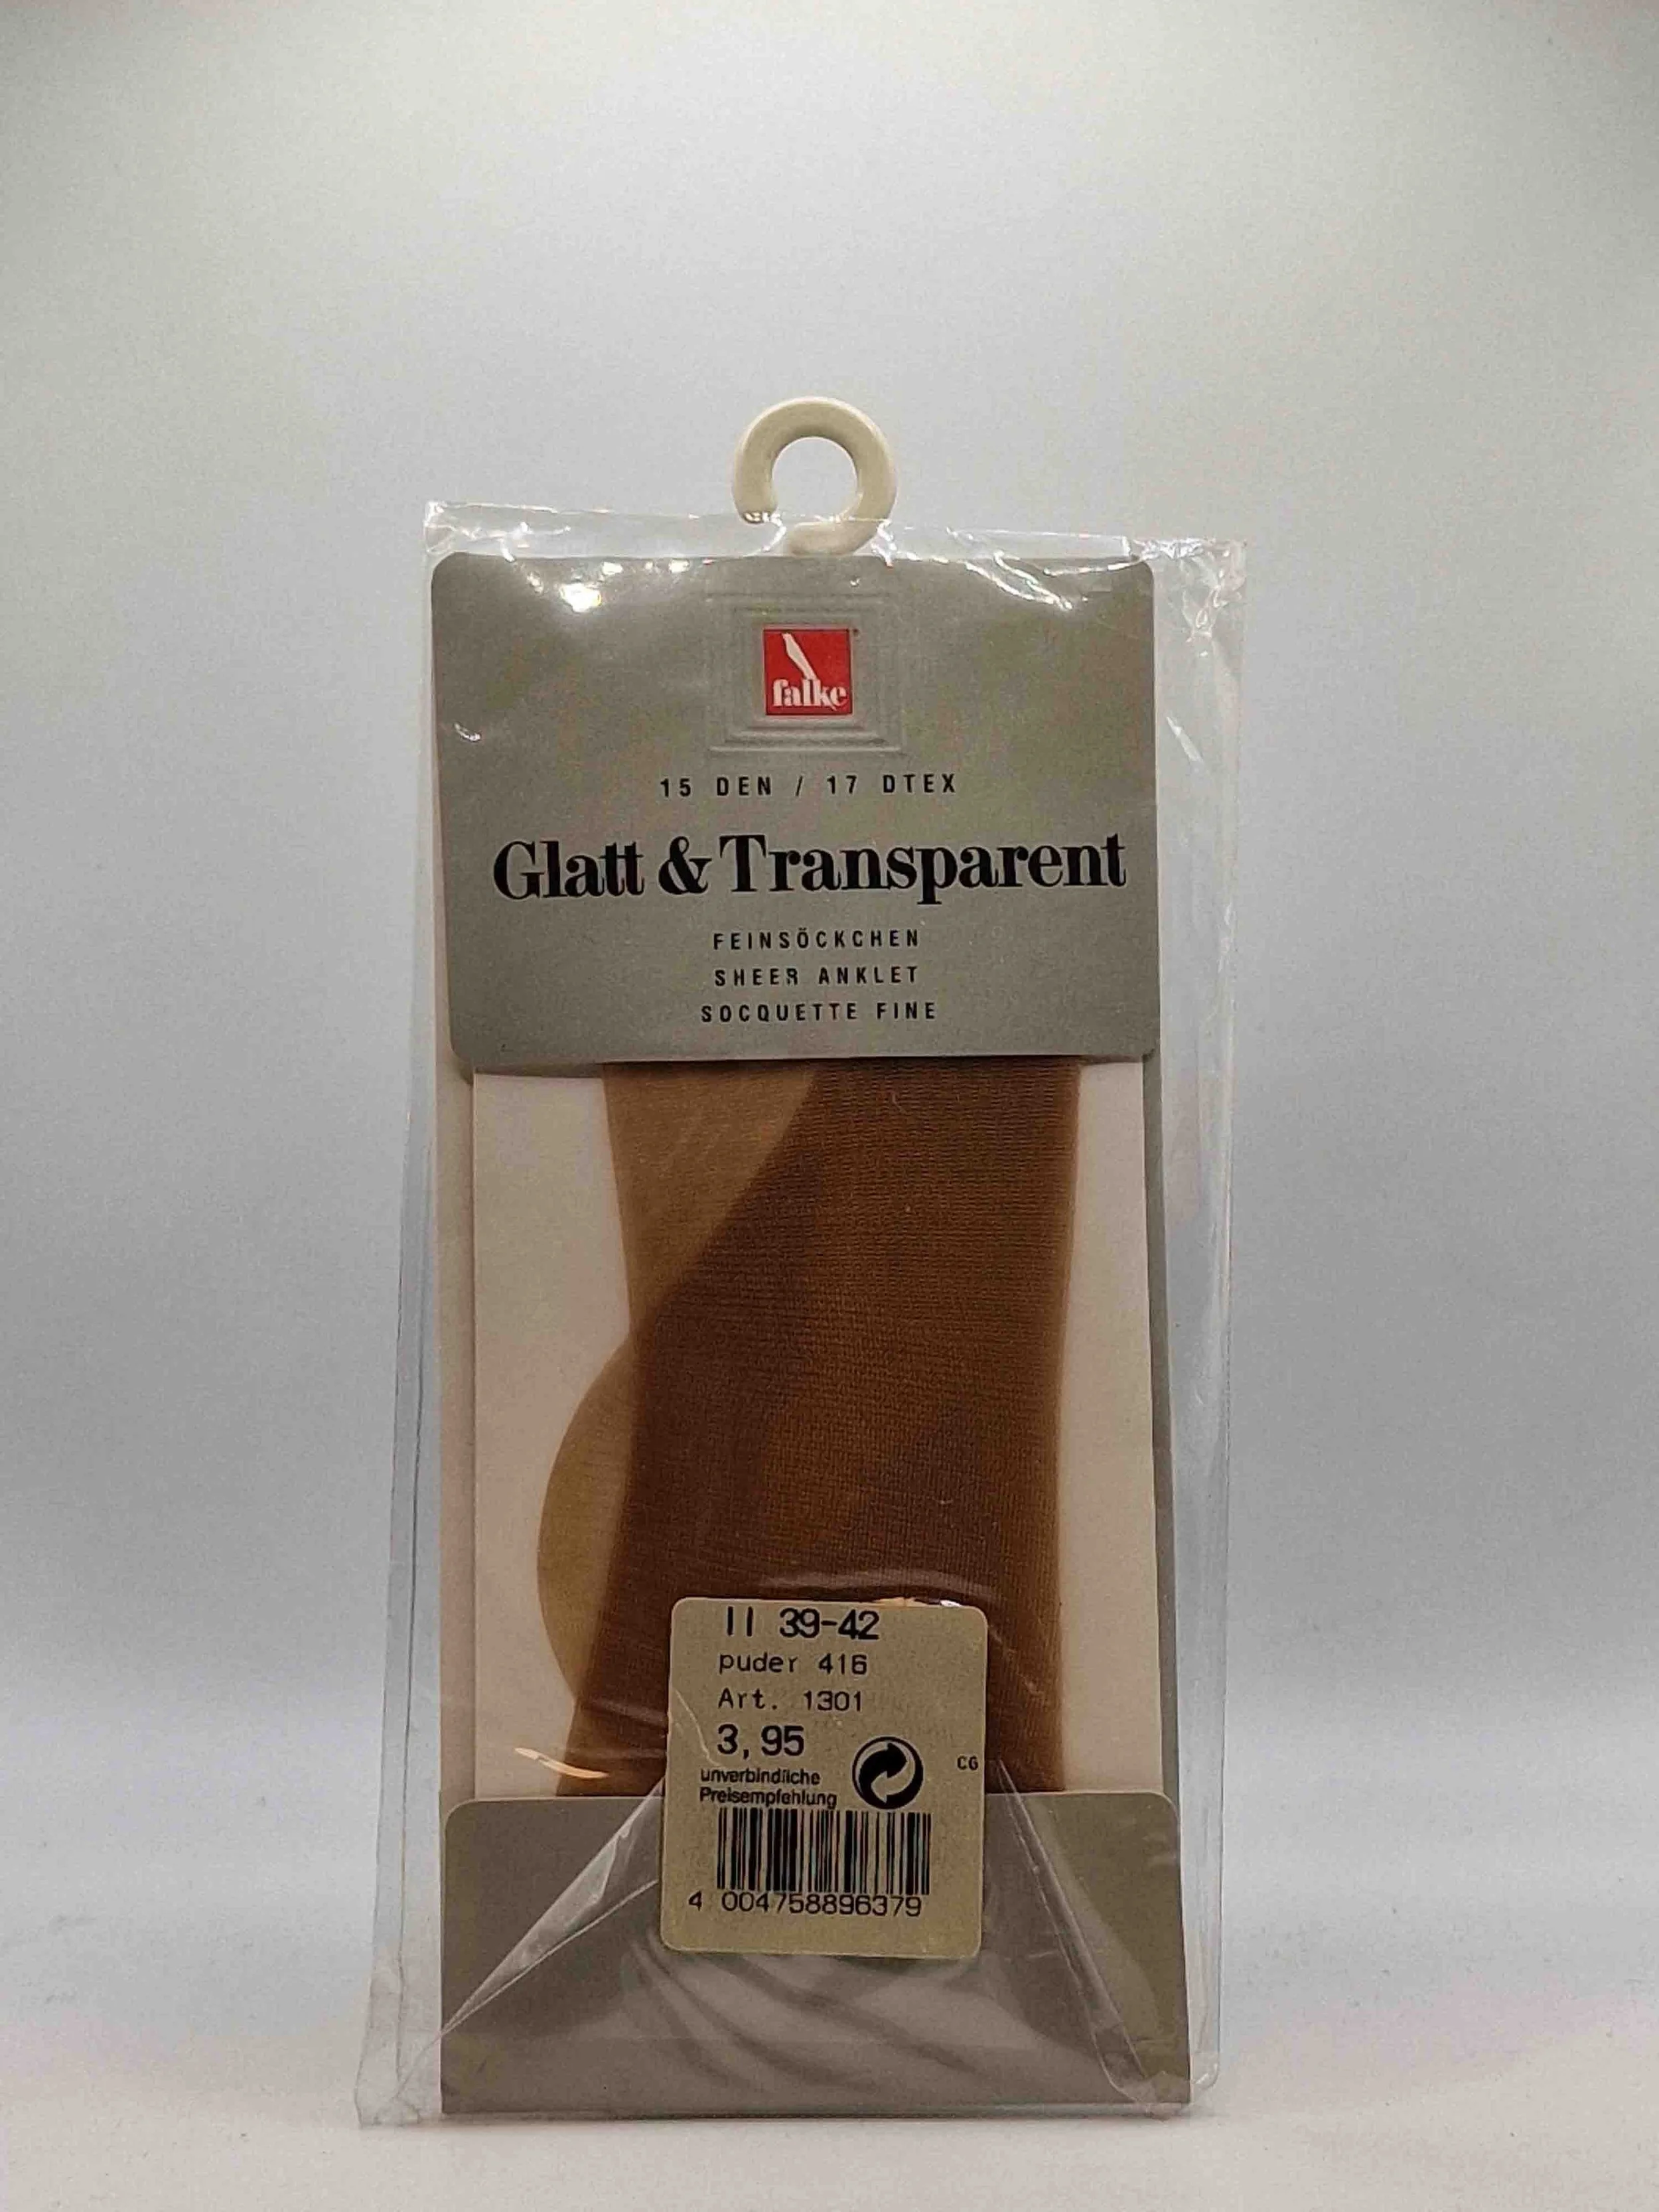 falke
15 DEN / 17 DTEX
Glatt & Transparent
FEINSÖCKCHEN
SHEER ANKLET
SOCQUETTE FINE
II 39-42
puder 416
Art. 1301
3,95
CG
unverbindliche
Preisempfehlung
4 004758896379